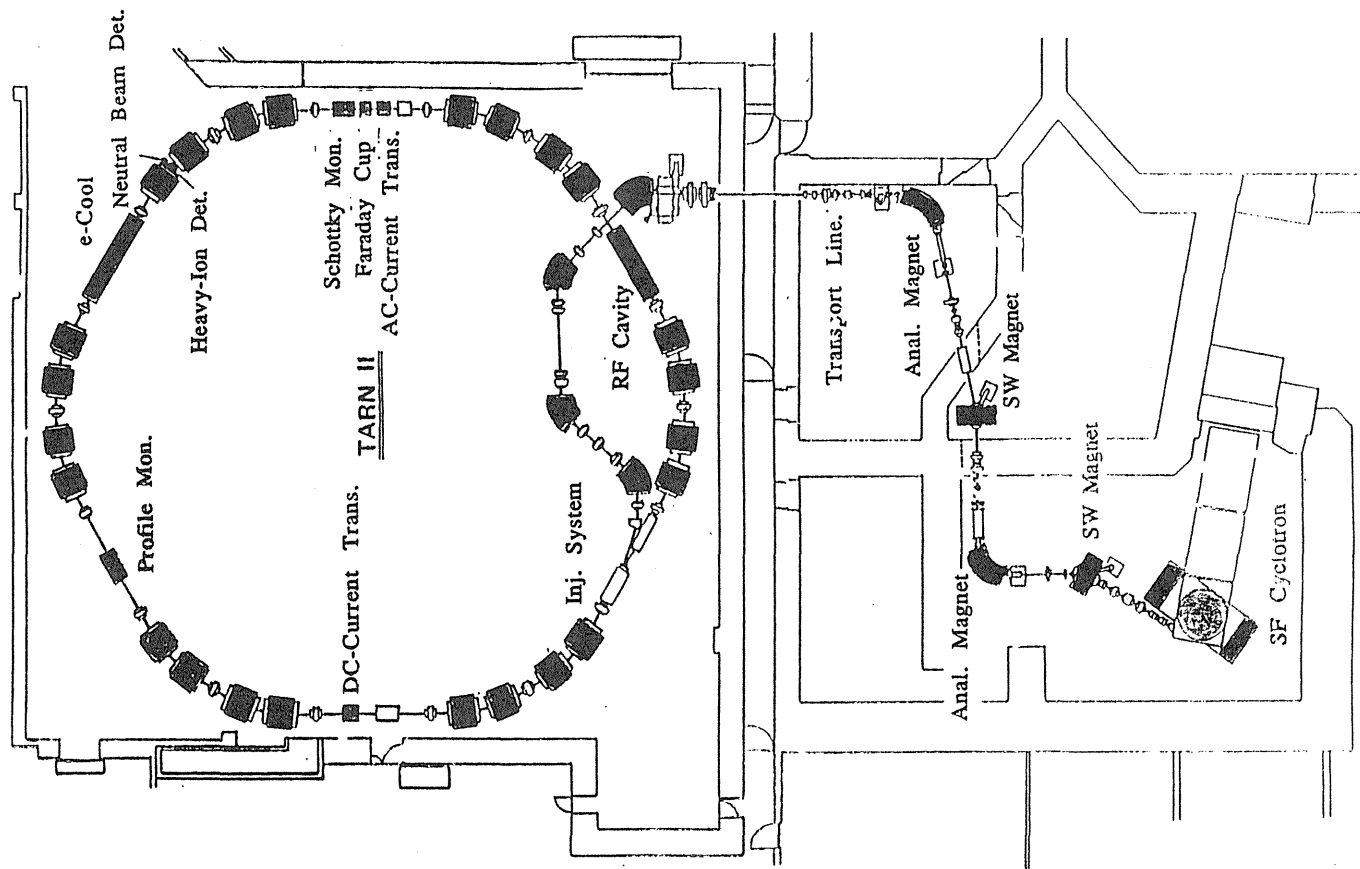 e-Cool
Neutral Beam Det.
Heavy-Ion Det.
Schottky Mon.
Faraday Cup
AC-Current Trans.
TARN II
Profile Mon.
DC-Current Trans.
Inj. System
RF Cavity
Transport Line.
Anal. Magnet
SW Magnet
SW Magnet
Anal. Magnet
SF Cyclotron